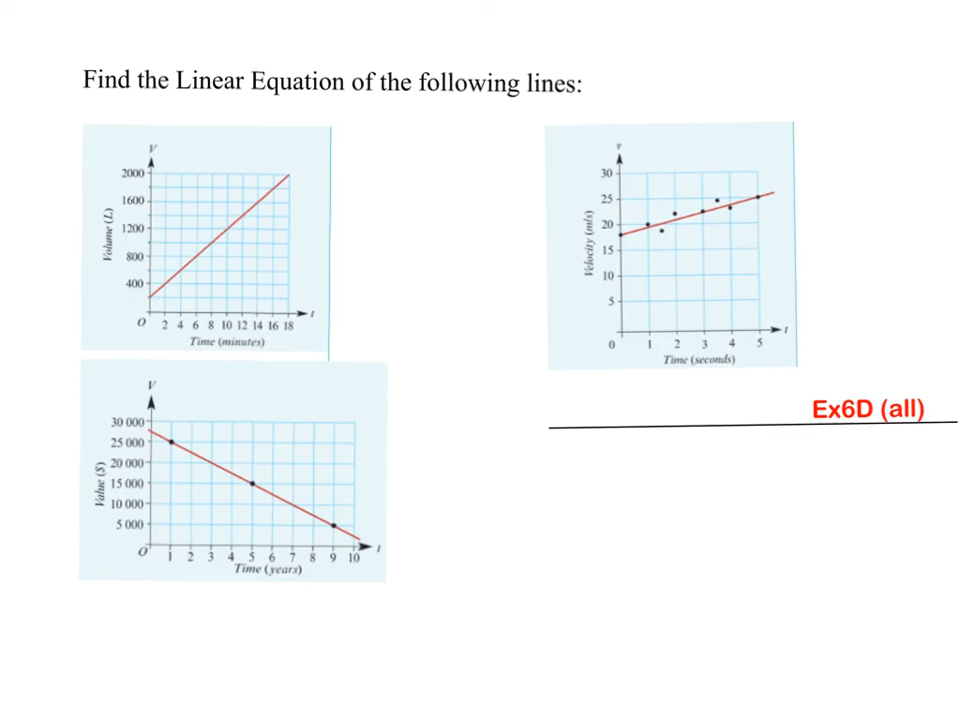 Find the Linear Equation of the following lines:
V
2000
1600
1200
800
400
Volume (L)
O 2 4 6 8 10 12 14 16 18 t
Time (minutes)
v
30
25
20
15
10
5
Velocity (m/s)
0 1 2 3 4 5 t
Time (seconds)
V
30 000
25 000
20 000
15 000
10 000
5 000
Value ($)
O 1 2 3 4 5 6 7 8 9 10 t
Time (years)
Ex6D (all)